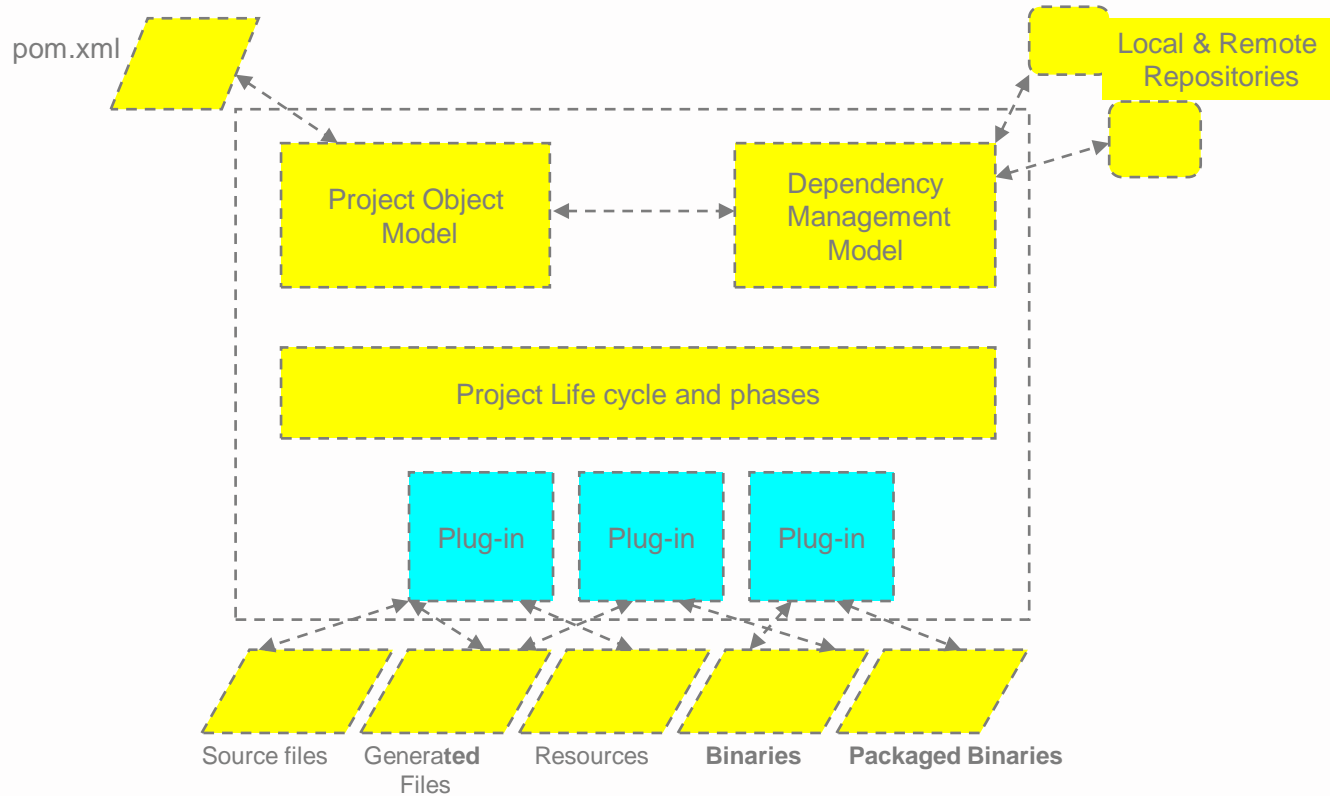 pom.xml
Local & Remote
Repositories
Project Object
Model
Dependency
Management
Model
Project Life cycle and phases
Plug-in
Plug-in
Plug-in
Source files
Generated
Files
Resources
Binaries
Packaged Binaries